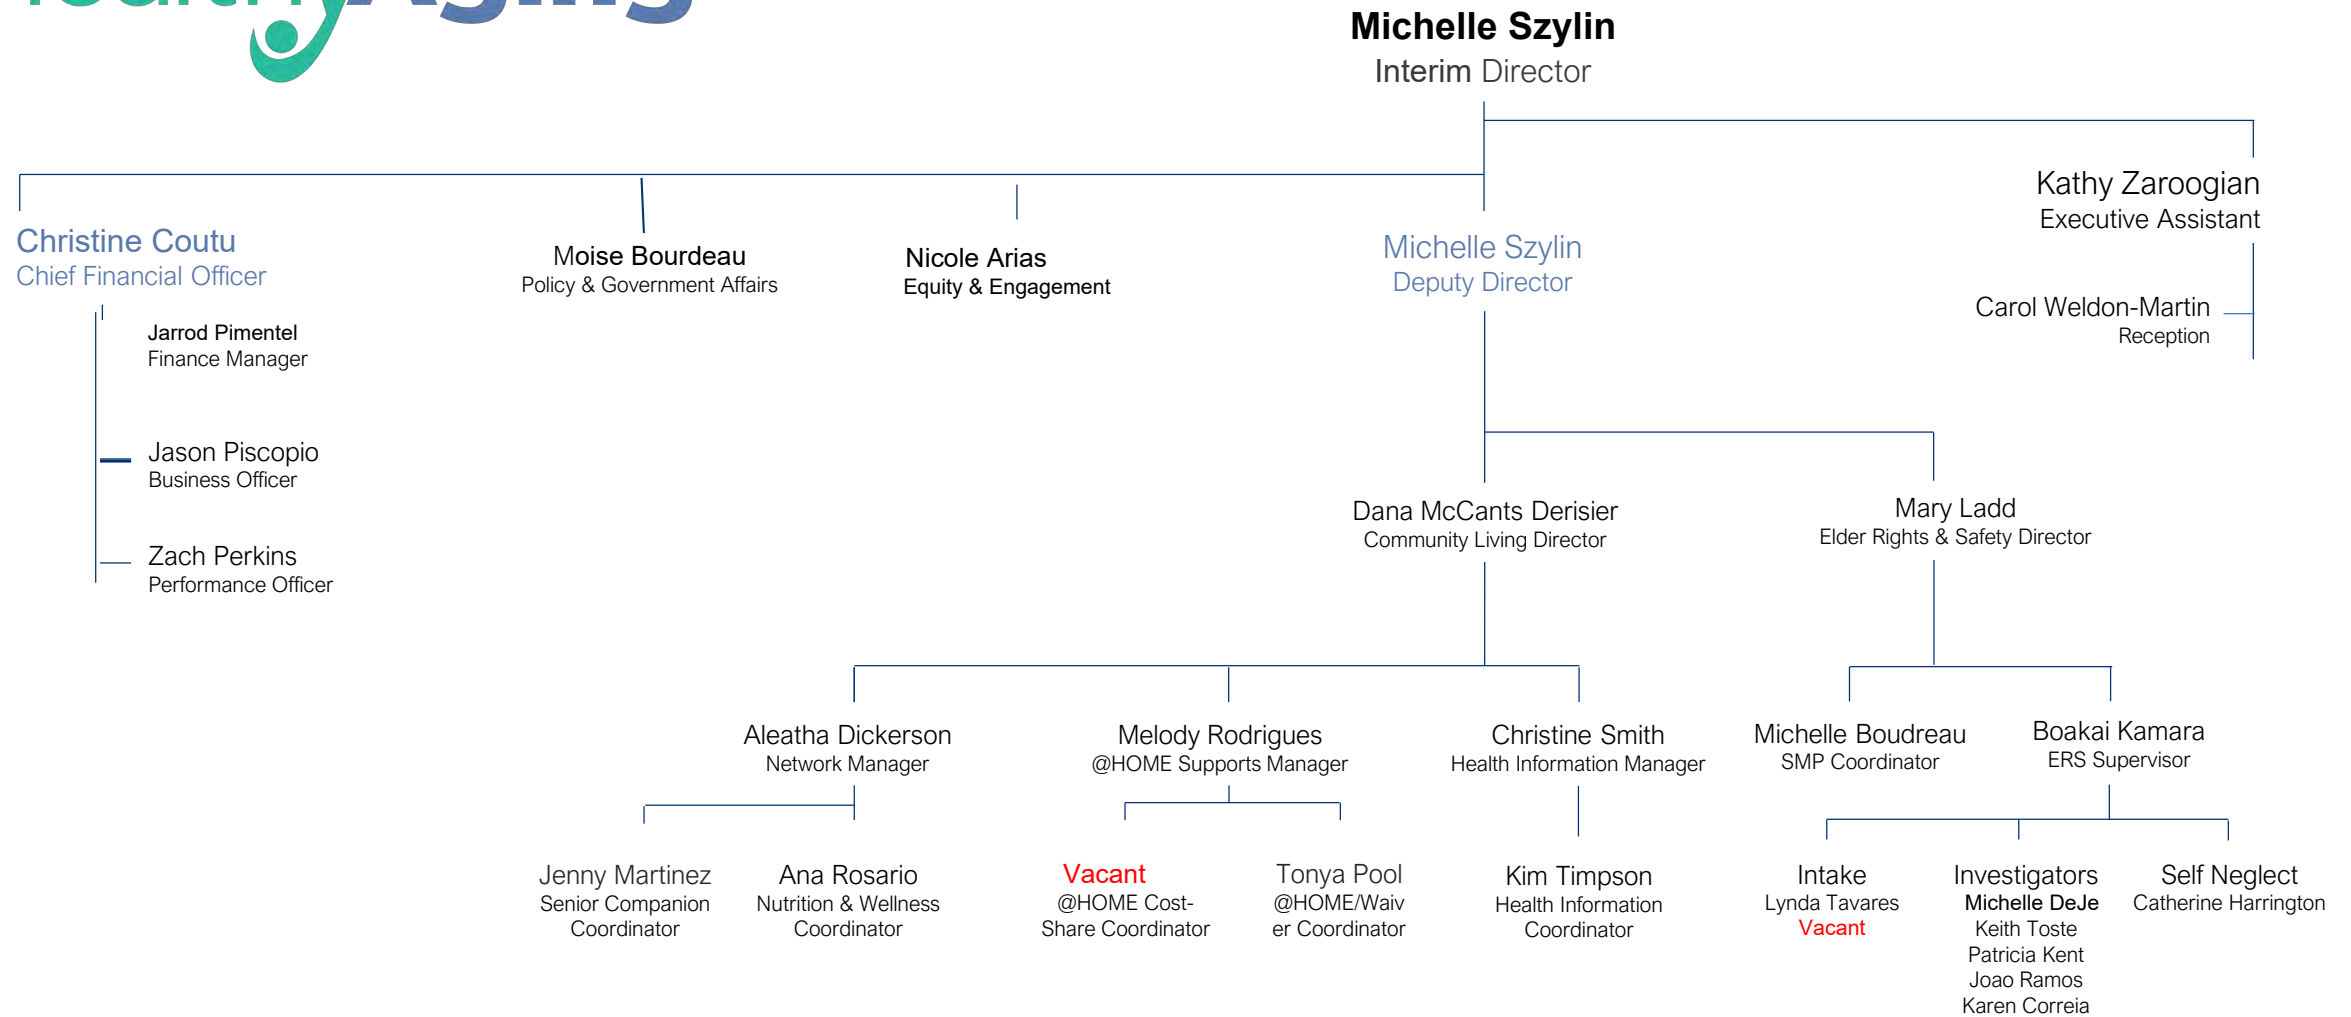 Aging
Michelle Szylin
Interim Director
Kathy Zaroogian
Executive Assistant
Carol Weldon-Martin
Reception
Christine Coutu
Chief Financial Officer
Jarrod Pimentel
Finance Manager
Jason Piscopio
Business Officer
Zach Perkins
Performance Officer
Moise Bourdeau
Policy & Government Affairs
Nicole Arias
Equity & Engagement
Michelle Szylin
Deputy Director
Dana McCants Derisier
Community Living Director
Mary Ladd
Elder Rights & Safety Director
Aleatha Dickerson
Network Manager
Melody Rodrigues
@HOME Supports Manager
Christine Smith
Health Information Manager
Michelle Boudreau
SMP Coordinator
Boakai Kamara
ERS Supervisor
Jenny Martinez
Senior Companion
Coordinator
Ana Rosario
Nutrition & Wellness
Coordinator
Vacant
@HOME Cost-
Share Coordinator
Tonya Pool
@HOME/Waiv
er Coordinator
Kim Timpson
Health Information
Coordinator
Intake
Lynda Tavares
Vacant
Investigators
Michelle DeJe
Keith Toste
Patricia Kent
Joao Ramos
Karen Correia
Self Neglect
Catherine Harrington